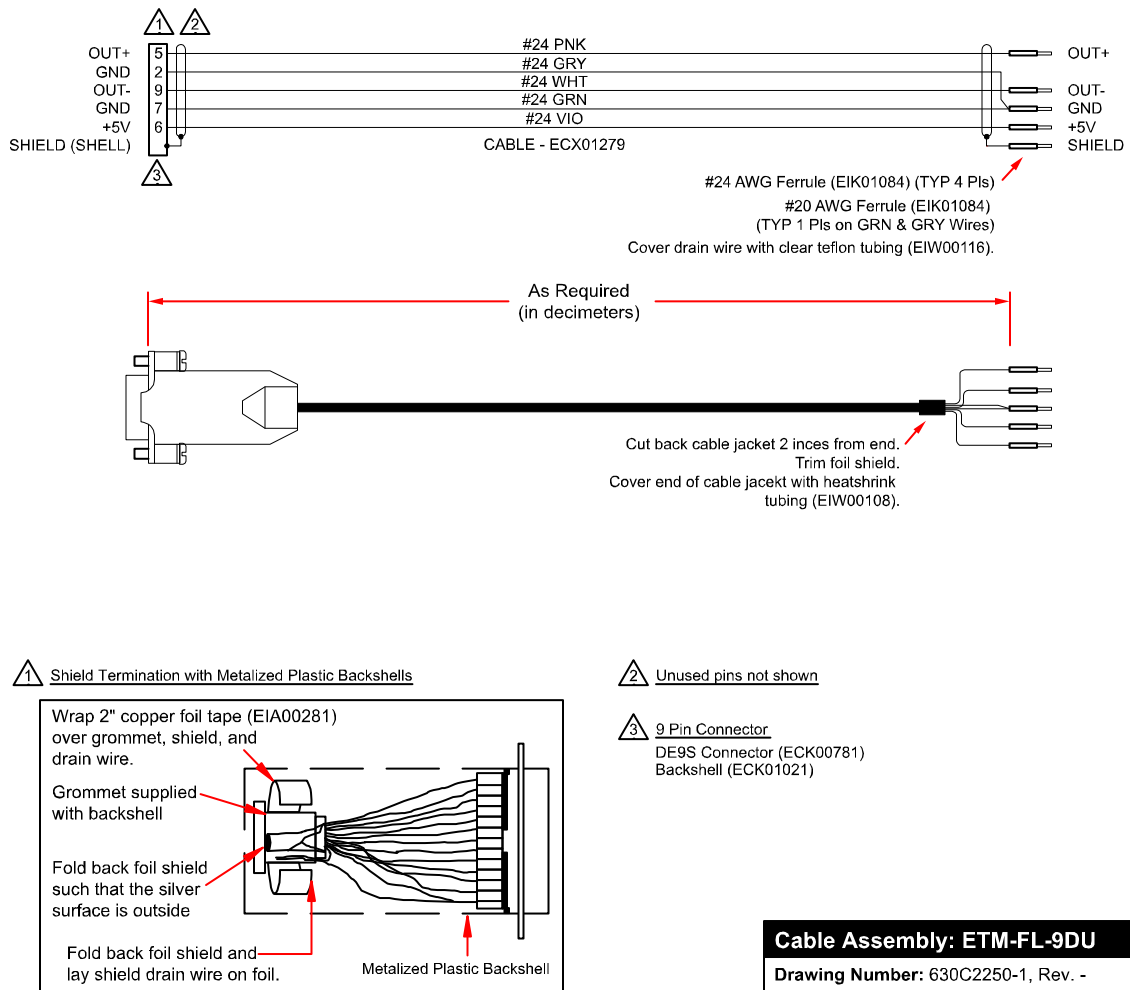 1 2
OUT+ 5 #24 PNK OUT+
GND 2 #24 GRY
OUT- 9 #24 WHT OUT-
GND 7 #24 GRN GND
+5V 6 #24 VIO +5V
SHIELD (SHELL) CABLE - ECX01279 SHIELD
3
#24 AWG Ferrule (EIK01084) (TYP 4 Pls)
#20 AWG Ferrule (EIK01084)
(TYP 1 Pls on GRN & GRY Wires)
Cover drain wire with clear teflon tubing (EIW00116).
As Required
(in decimeters)
Cut back cable jacket 2 inces from end.
Trim foil shield.
Cover end of cable jacekt with heatshrink
tubing (EIW00108).
1 Shield Termination with Metalized Plastic Backshells
Wrap 2" copper foil tape (EIA00281)
over grommet, shield, and
drain wire.
Grommet supplied
with backshell
Fold back foil shield
such that the silver
surface is outside
Fold back foil shield and
lay shield drain wire on foil.
Metalized Plastic Backshell
2 Unused pins not shown
3 9 Pin Connector
DE9S Connector (ECK00781)
Backshell (ECK01021)
Cable Assembly: ETM-FL-9DU
Drawing Number: 630C2250-1, Rev. -